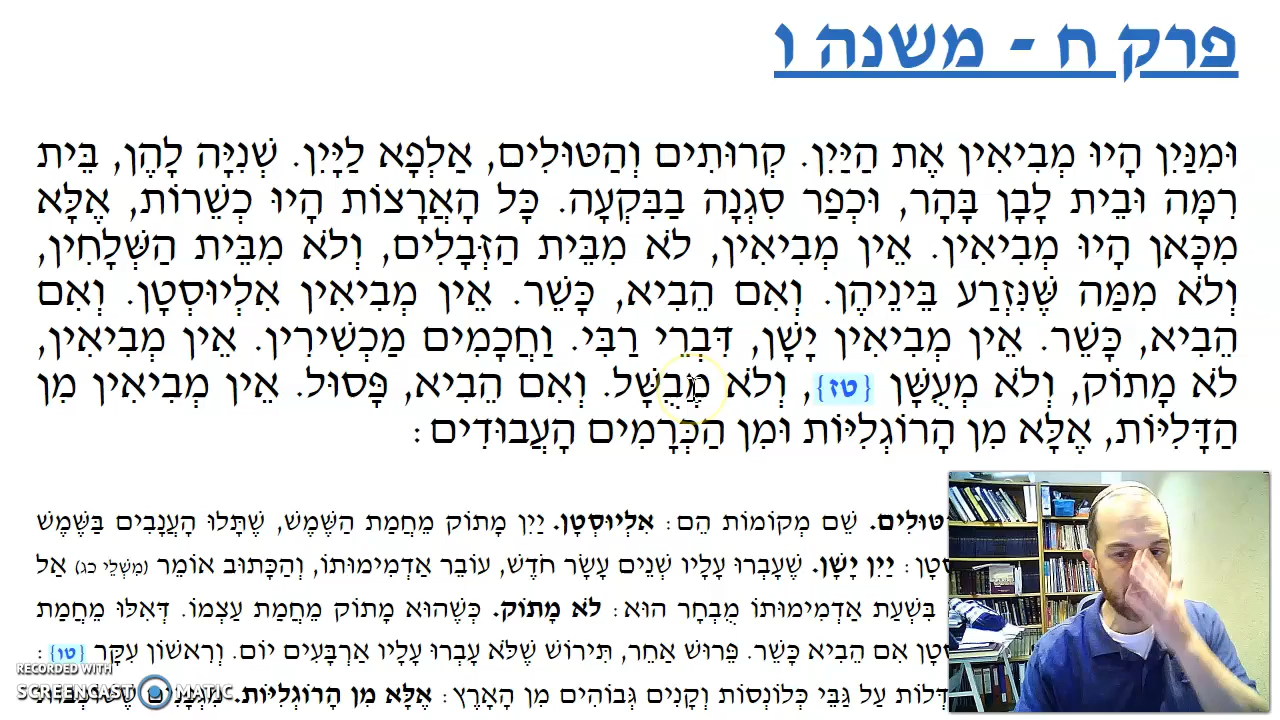 פרק ח - משנה ו
וּמִנַּיִן הָיוּ מְבִיאִין אֶת הַיַּיִן. קְרוּתִים וְהַטּוּלִים, אַלְפָא לַיָּיִן. שְׁנִיָּה לָהֶן, בֵּית
רִמָּה וּבֵית לָבָן בָּהָר, וּכְפַר סִגְנָה בַבִּקְעָה. כָּל הָאֲרָצוֹת הָיוּ כְשֵׁרוֹת, אֶלָּא
מִכָּאן הָיוּ מְבִיאִין. אֵין מְבִיאִין, לֹא מִבֵּית הַזְּבָלִים, וְלֹא מִבֵּית הַשְּׁלָחִין,
וְלֹא מִמַּה שֶּׁנִּזְרַע בֵּינֵיהֶן. וְאִם הֵבִיא, כָּשֵׁר. אֵין מְבִיאִין אִלְיוּסְטָן. וְאִם
הֵבִיא, כָּשֵׁר. אֵין מְבִיאִין יָשָׁן, דִּבְרֵי רַבִּי. וַחֲכָמִים מַכְשִׁירִין. אֵין מְבִיאִין,
לֹא מָתוֹק, וְלֹא מְעֻשָּׁן {טז}, וְלֹא מְבֻשָּׁל. וְאִם הֵבִיא, פָּסוּל. אֵין מְבִיאִין מִן
הַדָּלִיּוֹת, אֶלָּא מִן הָרוֹגְלִיּוֹת וּמִן הַכְּרָמִים הָעֲבוּדִים:
טּוּלִים. שֵׁם מְקוֹמוֹת הֵם: אִלְיוּסְטָן. יַיִן מָתוֹק מֵחֲמַת הַשֶּׁמֶשׁ, שֶׁתָּלוּ הָעֲנָבִים בַּשֶּׁמֶשׁ
סְטָן: יַיִן יָשָׁן. שֶׁעָבְרוּ עָלָיו שְׁנֵים עָשָׂר חֹדֶשׁ, עוֹבֵר אַדְמִימוּתוֹ, וְהַכָּתוּב אוֹמֵר (מִשְׁלֵי כג) אַל
בִּשְׁעַת אַדְמִימוּתוֹ מֻבְחָר הוּא: לֹא מָתוֹק. כְּשֶׁהוּא מָתוֹק מֵחֲמַת עַצְמוֹ. דְּאִלּוּ מֵחֲמַת
סְטָן אִם הֵבִיא כָּשֵׁר. פֵּרוּשׁ אַחֵר, תִּירוֹשׁ שֶׁלֹּא עָבְרוּ עָלָיו אַרְבָּעִים יוֹם. וְרִאשׁוֹן עִקָּר {טו}:
דְלוֹת עַל גַּבֵּי כְּלוֹנְסוֹת וְקָנִים גְּבוֹהִים מִן הָאָרֶץ: אֶלָּא מִן הָרוֹגְלִיּוֹת.
RECORDED WITH
SCREENCAST MATIC